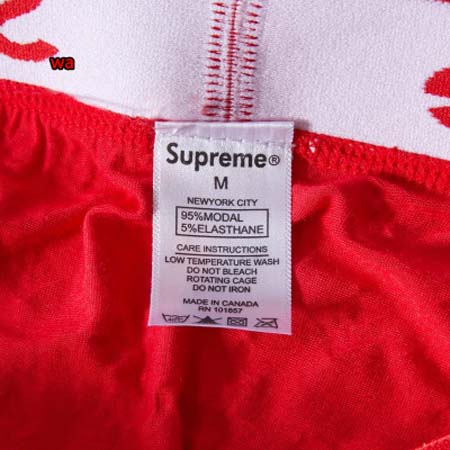 wa
Supreme®
M
NEWYORK CITY
95%MODAL
5%ELASTHANE
CARE INSTRUCTIONS
LOW TEMPERATURE WASH
DO NOT BLEACH
ROTATING CAGE
DO NOT IRON
MADE IN CANADA
RN 101857